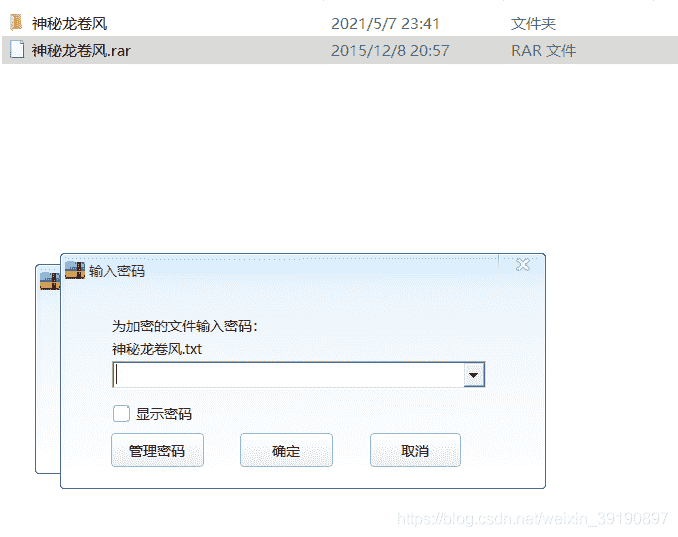 神秘龙卷风 2021/5/7 23:41 文件夹
神秘龙卷风.rar 2015/12/8 20:57 RAR 文件
输入密码
为加密的文件输入密码：
神秘龙卷风.txt
显示密码
管理密码 确定 取消
https://blog.csdn.net/weixin_39190897